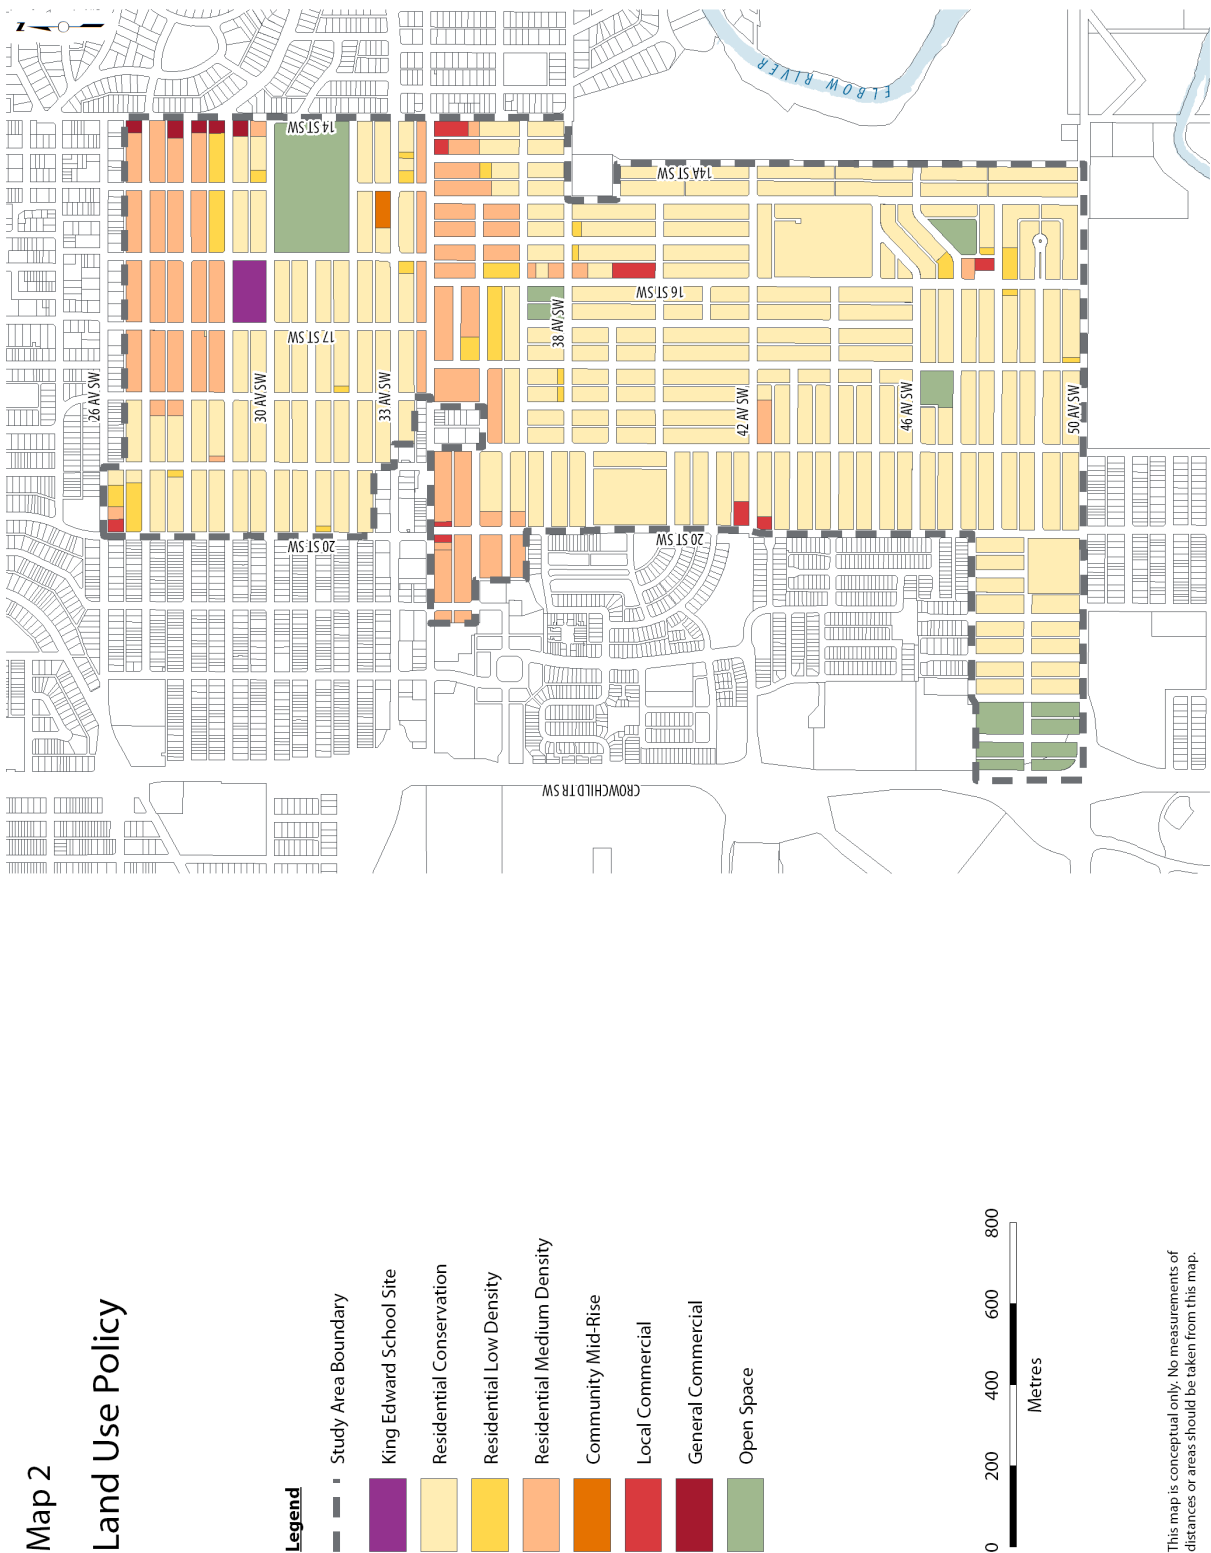 Map 2
Land Use Policy
Legend
Study Area Boundary
King Edward School Site
Residential Conservation
Residential Low Density
Residential Medium Density
Community Mid-Rise
Local Commercial
General Commercial
Open Space
0 200 400 600 800
Metres
This map is conceptual only. No measurements of
distances or areas should be taken from this map.
N
ELBOW RIVER
14 ST SW
14A ST SW
16 ST SW
17 ST SW
20 ST SW
20 ST SW
CROWCHILD TR SW
26 AV SW
30 AV SW
33 AV SW
38 AV SW
42 AV SW
46 AV SW
50 AV SW